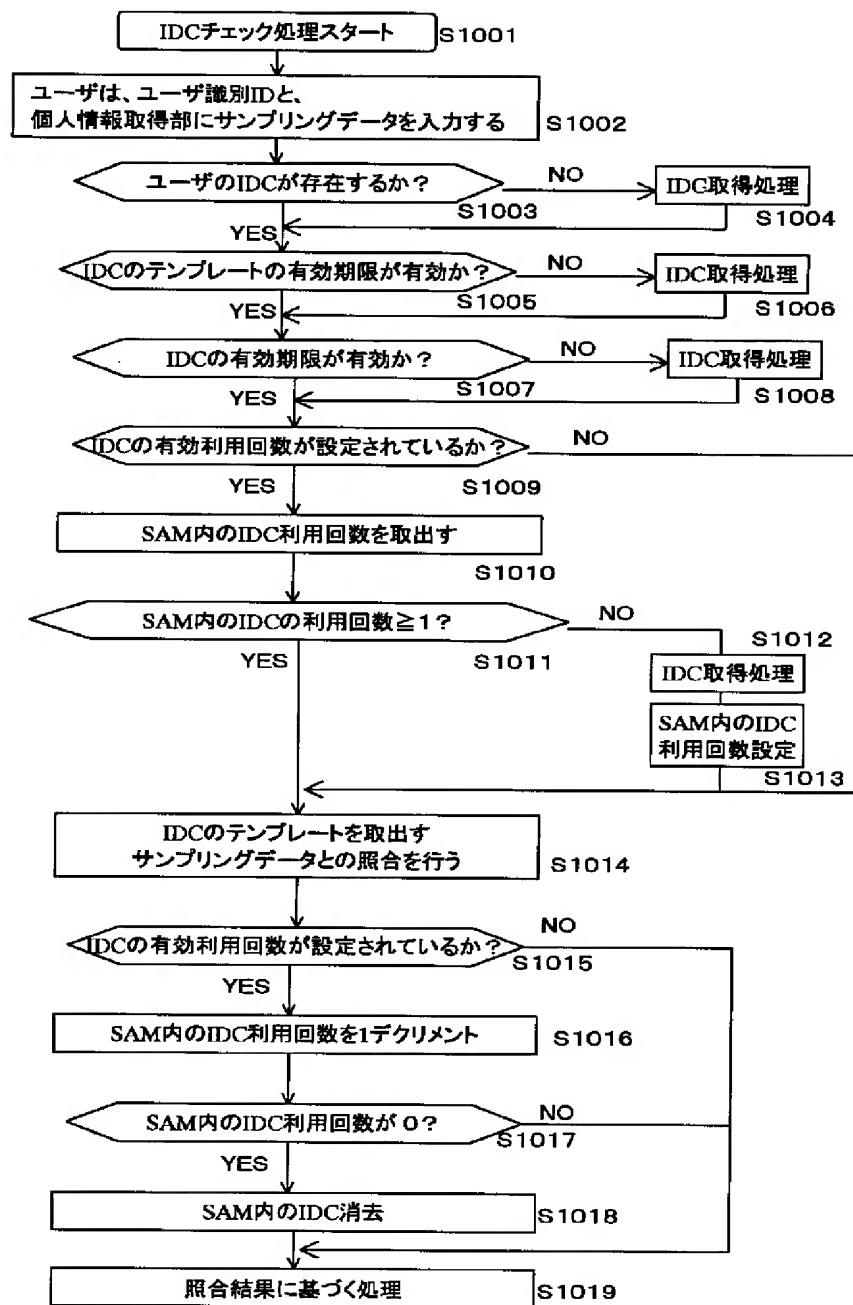 IDCチェック処理スタート S1001
ユーザは、ユーザ識別IDと、
個人情報取得部にサンプリングデータを入力する S1002
ユーザのIDCが存在するか？ NO IDC取得処理
YES S1003 S1004
IDCのテンプレートの有効期限が有効か？ NO IDC取得処理
YES S1005 S1006
IDCの有効期限が有効か？ NO IDC取得処理
YES S1007 S1008
IDCの有効利用回数が設定されているか？ NO
YES S1009
SAM内のIDC利用回数を取出す
S1010
SAM内のIDCの利用回数≧1？ NO
YES S1011 S1012
IDC取得処理
SAM内のIDC
利用回数設定
S1013
IDCのテンプレートを取出す
サンプリングデータとの照合を行う S1014
IDCの有効利用回数が設定されているか？ NO
YES S1015
SAM内のIDC利用回数を1デクリメント S1016
SAM内のIDC利用回数が０？ NO
YES S1017
SAM内のIDC消去 S1018
照合結果に基づく処理 S1019